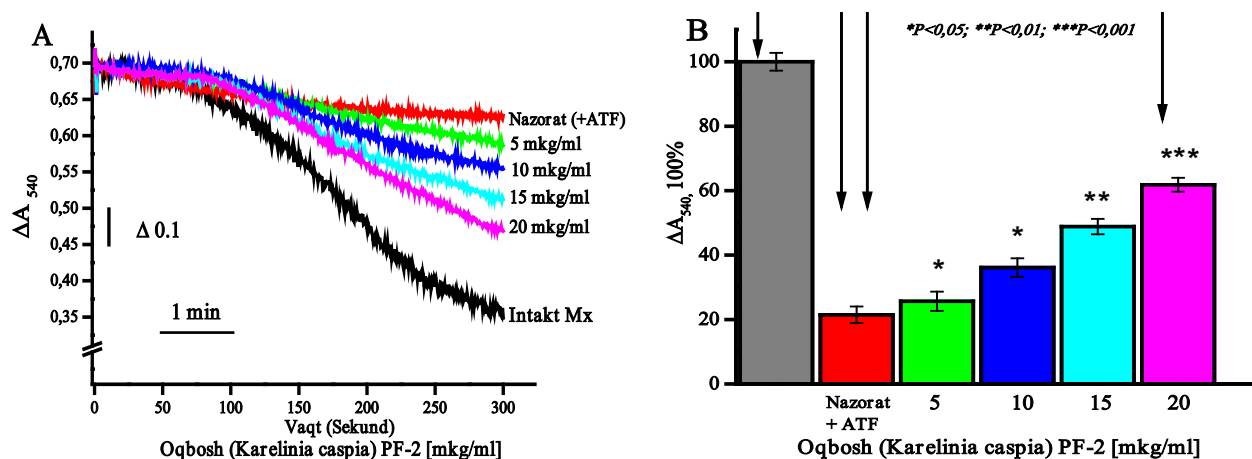 A
0,70
0,65
0,60
0,55
0,50
0,45
0,40
0,35
ΔA 540
Δ 0.1
1 min
Nazorat (+ATF)
5 mkg/ml
10 mkg/ml
15 mkg/ml
20 mkg/ml
Intakt Mx
0 50 100 150 200 250 300
Vaqt (Sekund)
Oqbosh (Karelinia caspia) PF-2 [mkg/ml]
B
*P<0,05; **P<0,01; ***P<0,001
100
80
60
40
20
0
ΔA540, 100%
* * ** ***
Nazorat
+ ATF
5 10 15 20
Oqbosh (Karelinia caspia) PF-2 [mkg/ml]